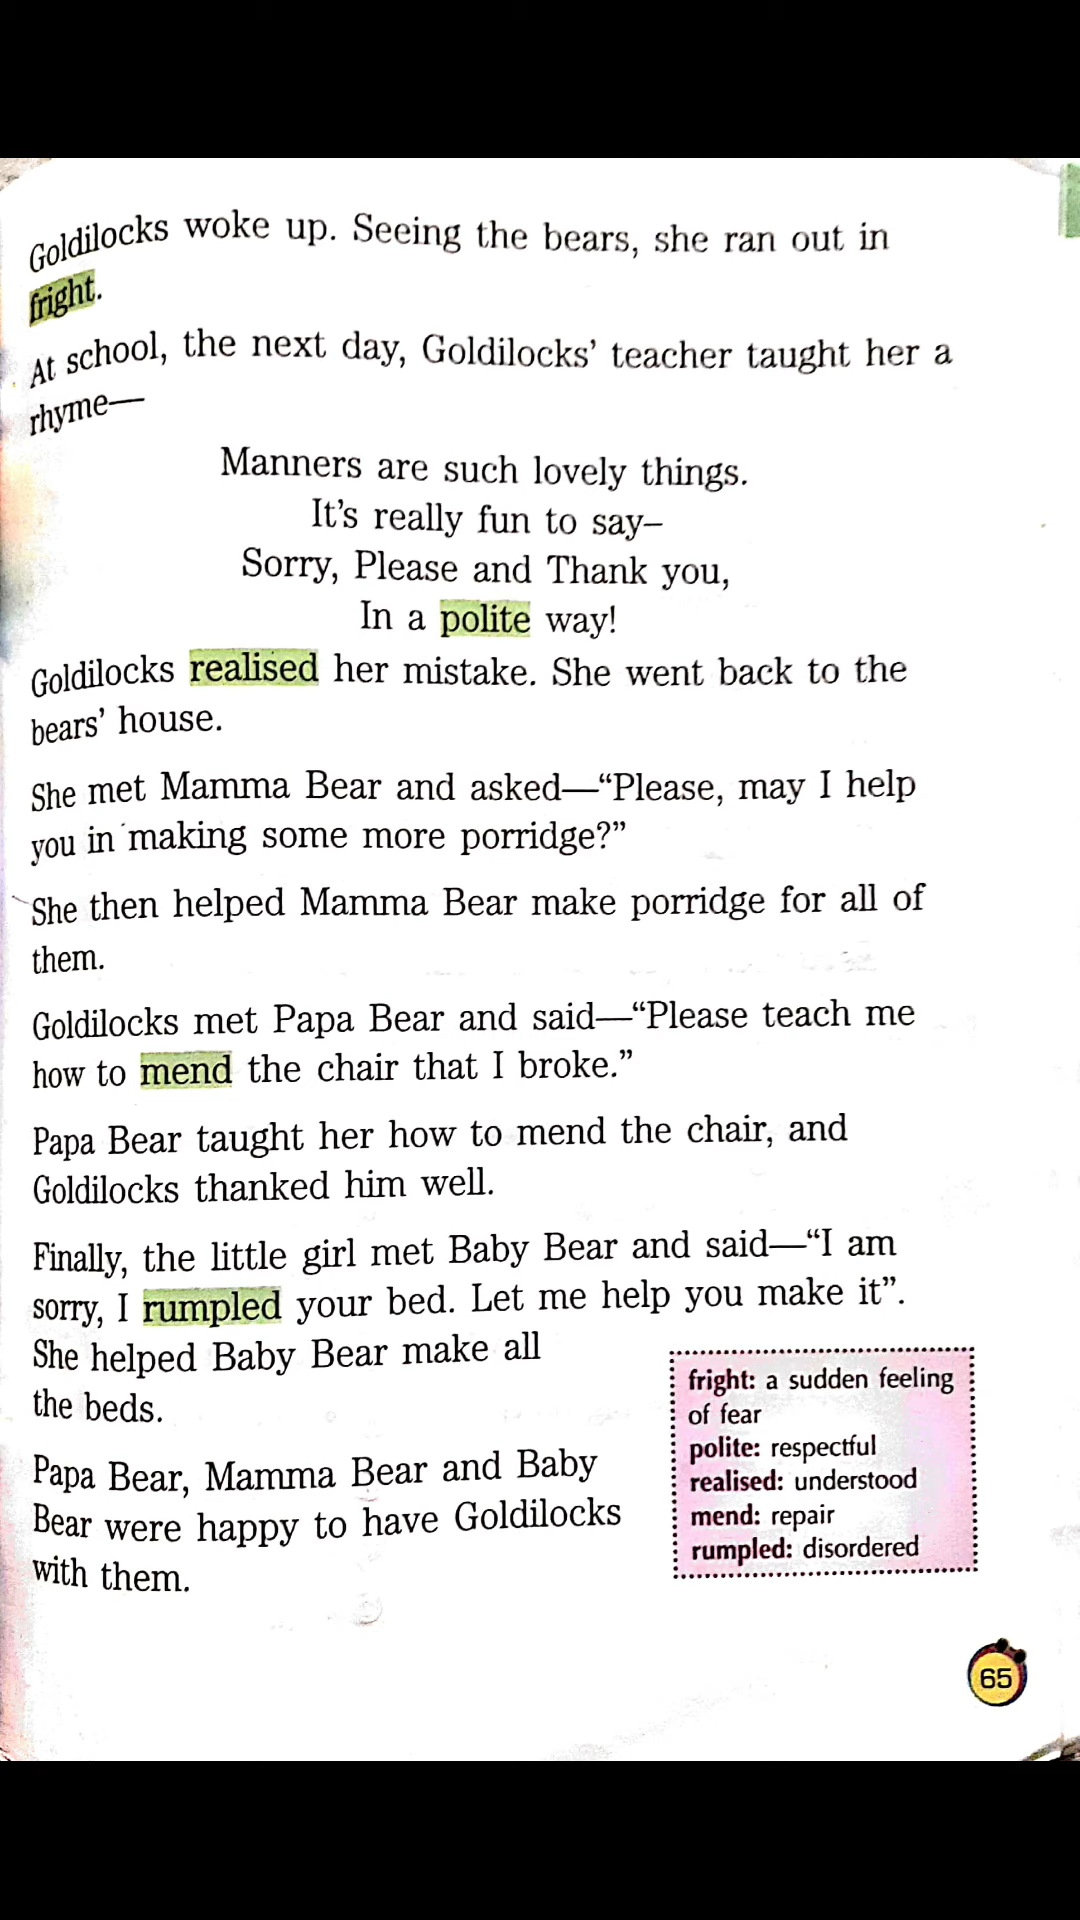 Goldilocks woke up. Seeing the bears, she ran out in
fright.
At school, the next day, Goldilocks’ teacher taught her a
rhyme—
Manners are such lovely things.
It’s really fun to say–
Sorry, Please and Thank you,
In a polite way!
Goldilocks realised her mistake. She went back to the
bears’ house.
She met Mamma Bear and asked—“Please, may I help
you in making some more porridge?”
She then helped Mamma Bear make porridge for all of
them.
Goldilocks met Papa Bear and said—“Please teach me
how to mend the chair that I broke.”
Papa Bear taught her how to mend the chair, and
Goldilocks thanked him well.
Finally, the little girl met Baby Bear and said—“I am
sorry, I rumpled your bed. Let me help you make it”.
She helped Baby Bear make all
the beds.
Papa Bear, Mamma Bear and Baby
Bear were happy to have Goldilocks
with them.
fright: a sudden feeling
of fear
polite: respectful
realised: understood
mend: repair
rumpled: disordered
65